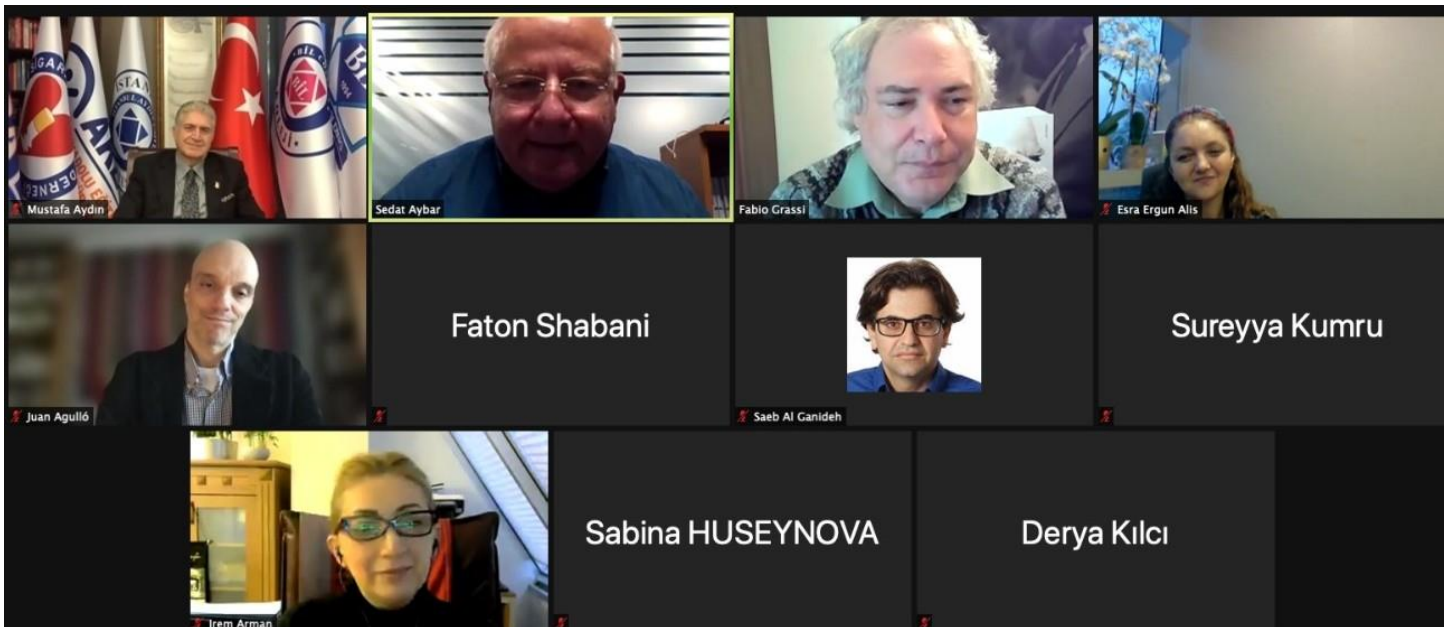 BİL
Mustafa Aydın
Sedat Aybar
Fabio Grassi
Esra Ergun Alis
Juan Agulló
Faton Shabani
Saeb Al Ganideh
Sureyya Kumru
Irem Arman
Sabina HUSEYNOVA
Derya Kılcı